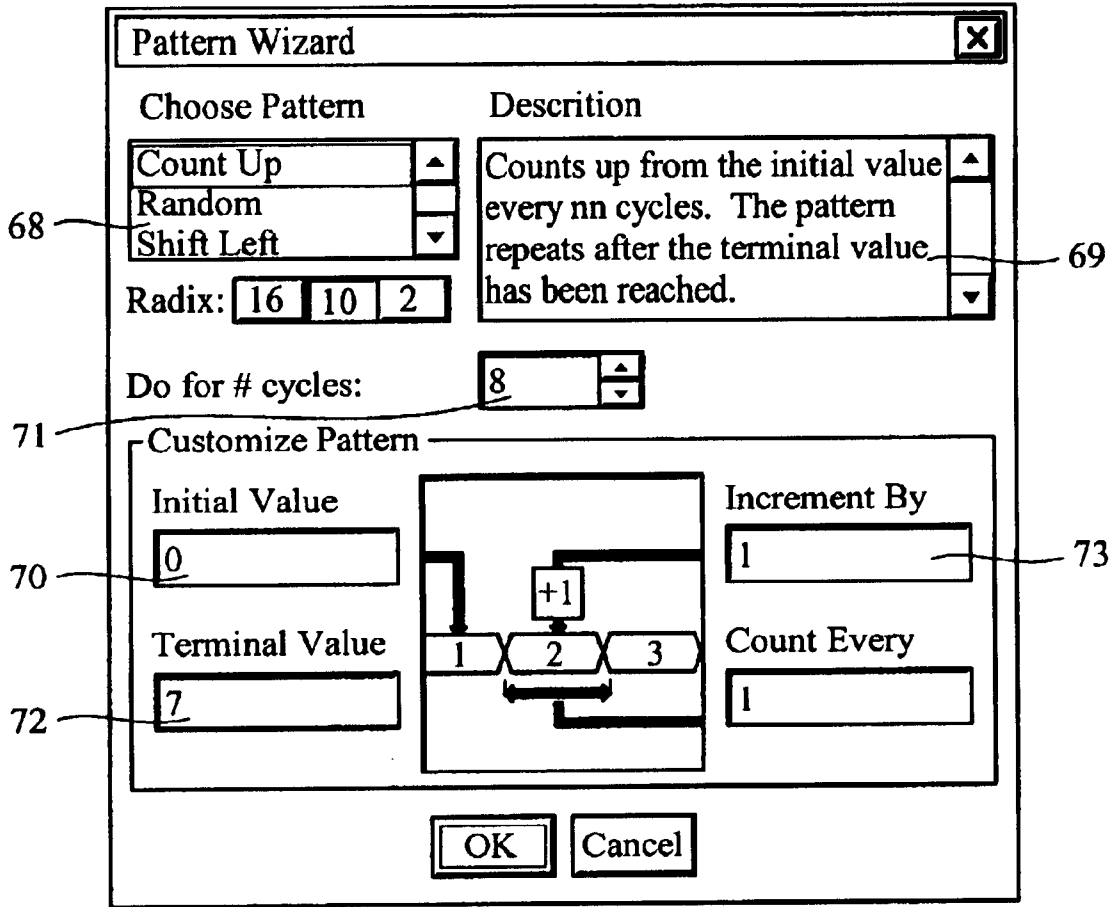 Pattern Wizard
Choose Pattern
Count Up
Random
Shift Left
68
Radix: 16 10 2
Descrition
Counts up from the initial value
every nn cycles. The pattern
repeats after the terminal value
has been reached.
69
Do for # cycles: 8
71
Customize Pattern
Initial Value
0
70
Terminal Value
7
72
+1
1 2 3
Increment By
1
73
Count Every
1
OK Cancel